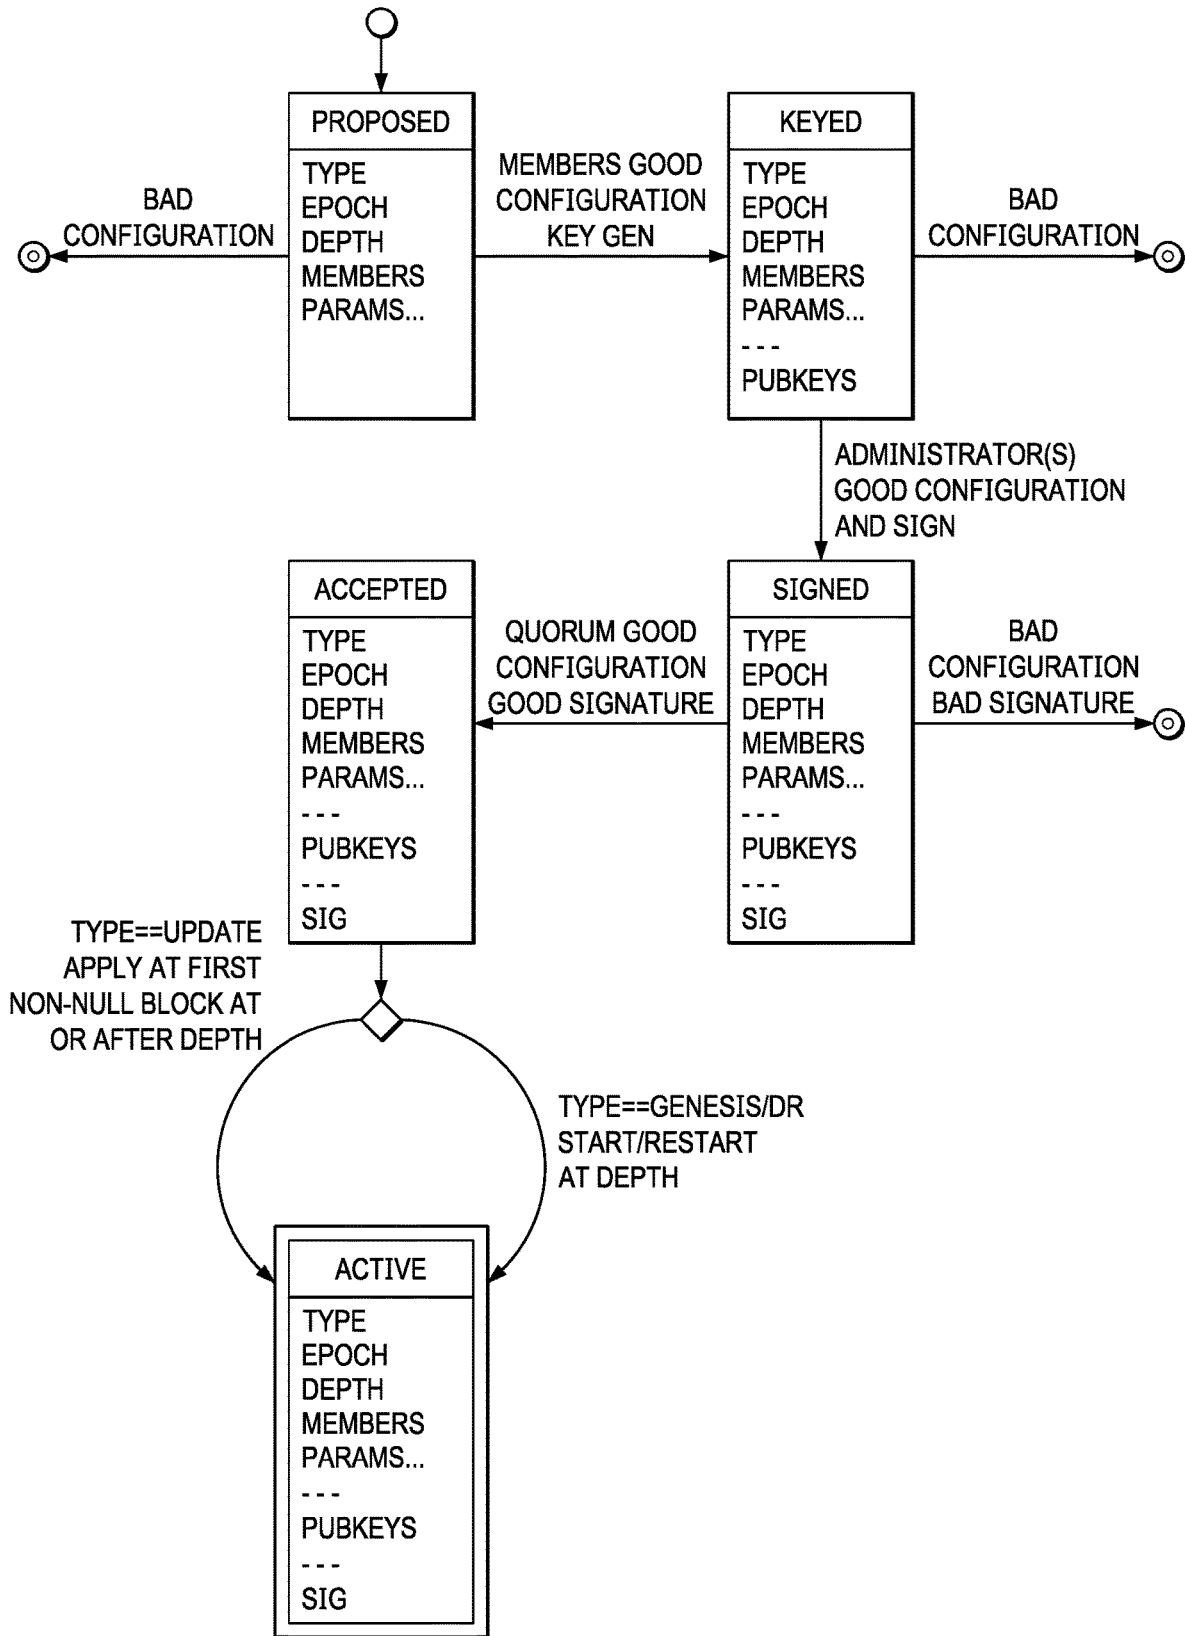 PROPOSED
TYPE
EPOCH
DEPTH
MEMBERS
PARAMS...
BAD
CONFIGURATION
MEMBERS GOOD
CONFIGURATION
KEY GEN
KEYED
TYPE
EPOCH
DEPTH
MEMBERS
PARAMS...
---
PUBKEYS
BAD
CONFIGURATION
ADMINISTRATOR(S)
GOOD CONFIGURATION
AND SIGN
SIGNED
TYPE
EPOCH
DEPTH
MEMBERS
PARAMS...
---
PUBKEYS
---
SIG
BAD
CONFIGURATION
BAD SIGNATURE
QUORUM GOOD
CONFIGURATION
GOOD SIGNATURE
ACCEPTED
TYPE
EPOCH
DEPTH
MEMBERS
PARAMS...
---
PUBKEYS
---
SIG
TYPE==UPDATE
APPLY AT FIRST
NON-NULL BLOCK AT
OR AFTER DEPTH
TYPE==GENESIS/DR
START/RESTART
AT DEPTH
ACTIVE
TYPE
EPOCH
DEPTH
MEMBERS
PARAMS...
---
PUBKEYS
---
SIG